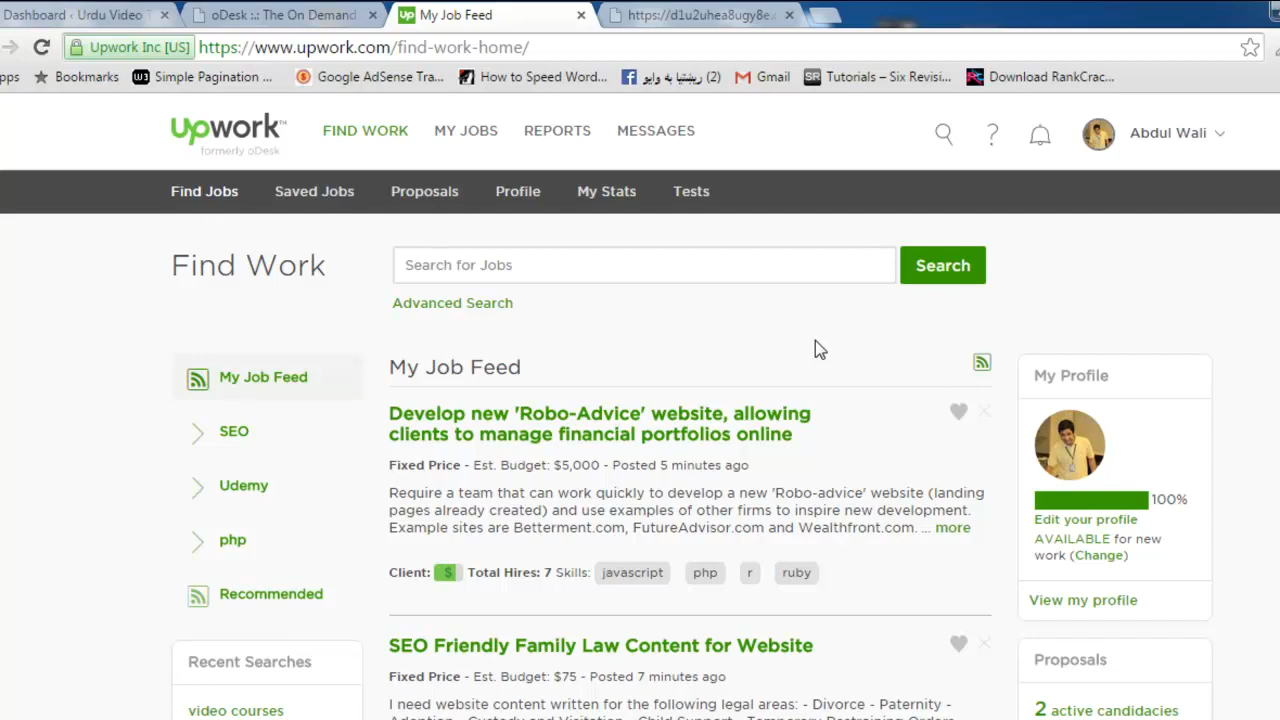 Dashboard ‹ Urdu Video T
oDesk :: The On Demand
My Job Feed
https://d1u2uhea8ugy8e.
Upwork Inc [US]
https://www.upwork.com/find-work-home/
pps
Bookmarks
Simple Pagination ...
Google AdSense Tra...
How to Speed Word...
(2)
Gmail
Tutorials – Six Revisi...
Download RankCrac...
upwork™
formerly oDesk
FIND WORK
MY JOBS
REPORTS
MESSAGES
Abdul Wali
Find Jobs
Saved Jobs
Proposals
Profile
My Stats
Tests
Find Work
Search for Jobs
Search
Advanced Search
My Job Feed
SEO
Udemy
php
Recommended
Recent Searches
video courses
My Job Feed
Develop new 'Robo-Advice' website, allowing
clients to manage financial portfolios online
Fixed Price - Est. Budget: $5,000 - Posted 5 minutes ago
Require a team that can work quickly to develop a new 'Robo-advice' website (landing
pages already created) and use examples of other firms to inspire new development.
Example sites are Betterment.com, FutureAdvisor.com and Wealthfront.com. ... more
Client: $ Total Hires: 7 Skills: javascript php r ruby
SEO Friendly Family Law Content for Website
Fixed Price - Est. Budget: $75 - Posted 7 minutes ago
I need website content written for the following legal areas: - Divorce - Paternity -
Adoption - Custody and Visitation - Child Support - Temporary Restraining Orders
My Profile
100%
Edit your profile
AVAILABLE for new
work (Change)
View my profile
Proposals
2 active candidacies